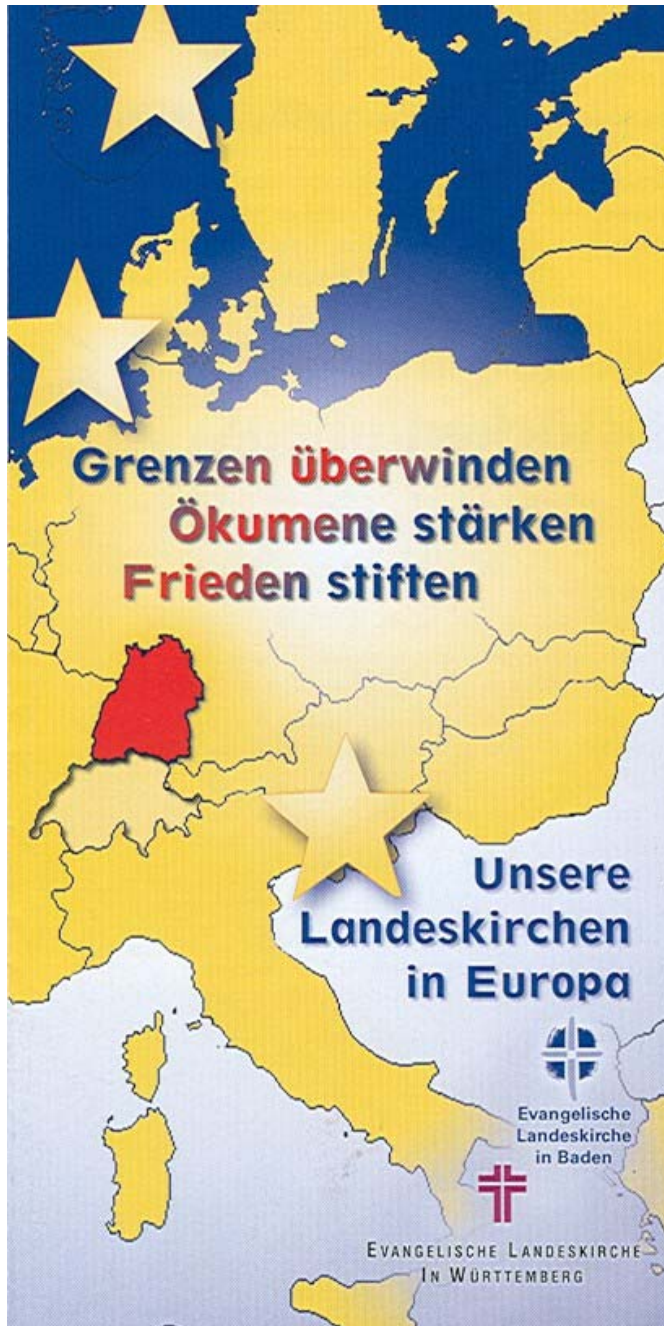 Grenzen überwinden
Ökumene stärken
Frieden stiften
Unsere
Landeskirchen
in Europa
Evangelische
Landeskirche
in Baden
EVANGELISCHE LANDESKIRCHE
IN WÜRTTEMBERG